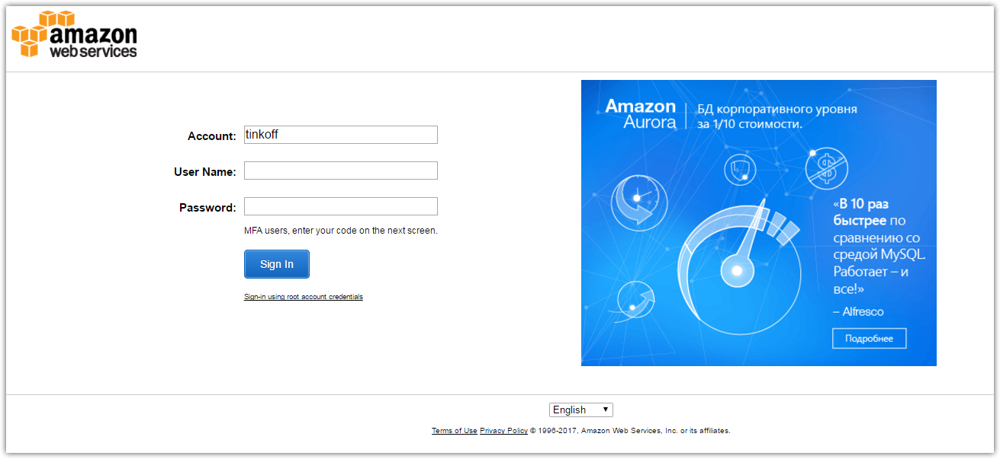 amazon
web services
Account:
tinkoff
User Name:
Password:
MFA users, enter your code on the next screen.
Sign In
Sign-in using root account credentials
Amazon
Aurora
БД корпоративного уровня
за 1/10 стоимости.
«В 10 раз
быстрее по
сравнению со
средой MySQL.
Работает – и
все!»
– Alfresco
Подробнее
English
Terms of Use Privacy Policy © 1996-2017, Amazon Web Services, Inc. or its affiliates.